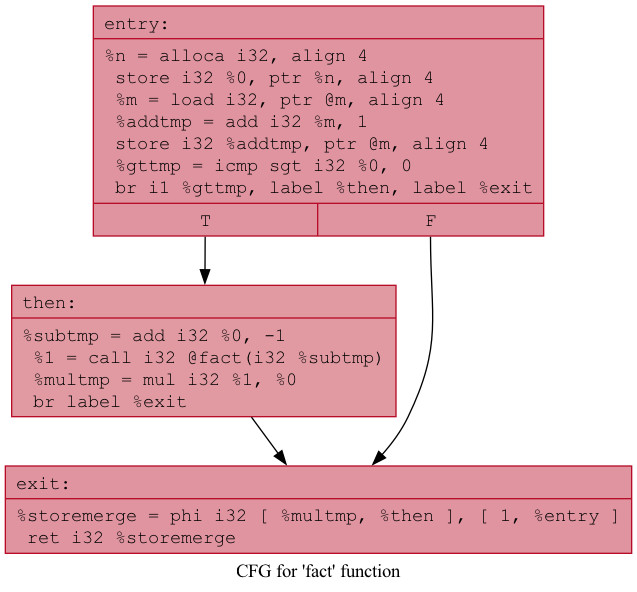 entry:
%n = alloca i32, align 4
store i32 %0, ptr %n, align 4
%m = load i32, ptr @m, align 4
%addtmp = add i32 %m, 1
store i32 %addtmp, ptr @m, align 4
%gttmp = icmp sgt i32 %0, 0
br i1 %gttmp, label %then, label %exit
T F
then:
%subtmp = add i32 %0, -1
%1 = call i32 @fact(i32 %subtmp)
%multmp = mul i32 %1, %0
br label %exit
exit:
%storemerge = phi i32 [ %multmp, %then ], [ 1, %entry ]
ret i32 %storemerge
CFG for 'fact' function